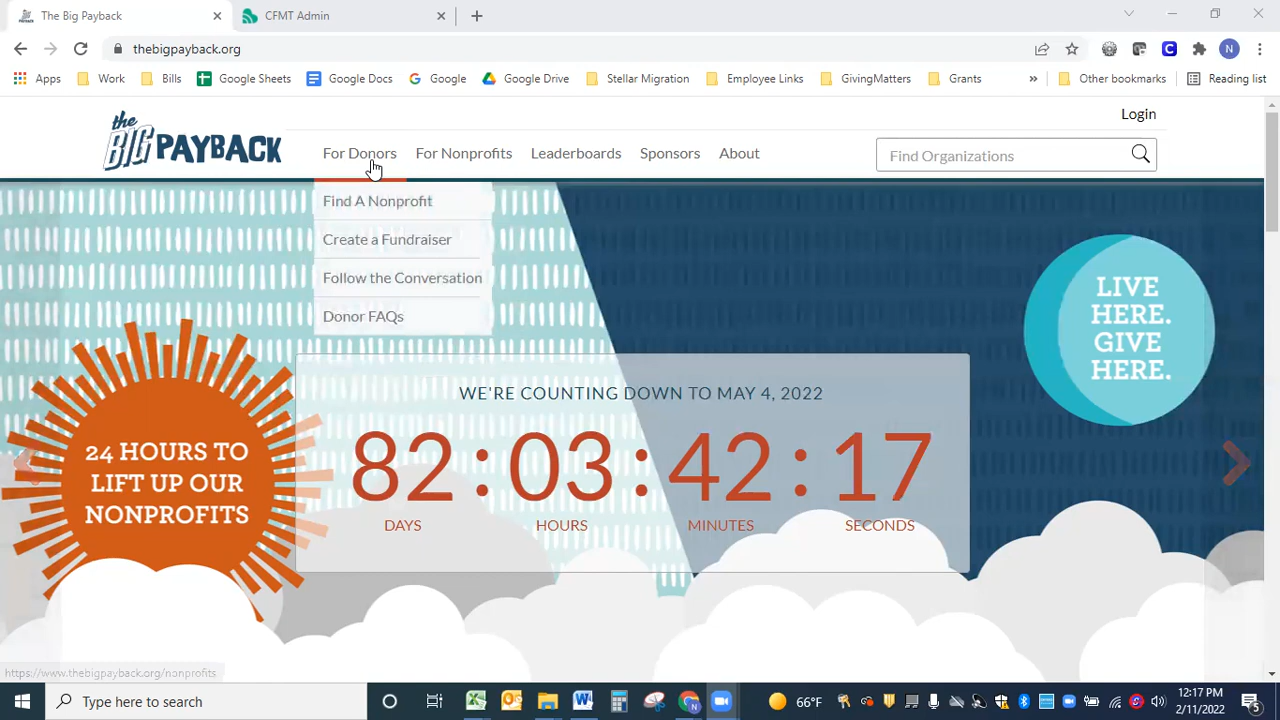 The Big Payback
CFMT Admin
thebigpayback.org
N
Apps
Work
Bills
Google Sheets
Google Docs
Google
Google Drive
Stellar Migration
Employee Links
GivingMatters
Grants
»
Other bookmarks
Reading list
Login
the BIG PAYBACK
For Donors
For Nonprofits
Leaderboards
Sponsors
About
Find Organizations
Find A Nonprofit
Create a Fundraiser
Follow the Conversation
Donor FAQs
LIVE
HERE.
GIVE
HERE.
WE'RE COUNTING DOWN TO MAY 4, 2022
82 : 03 : 42 : 17
DAYS
HOURS
MINUTES
SECONDS
24 HOURS TO
LIFT UP OUR
NONPROFITS
https://www.thebigpayback.org/nonprofits
Type here to search
66°F
12:17 PM
2/11/2022
5